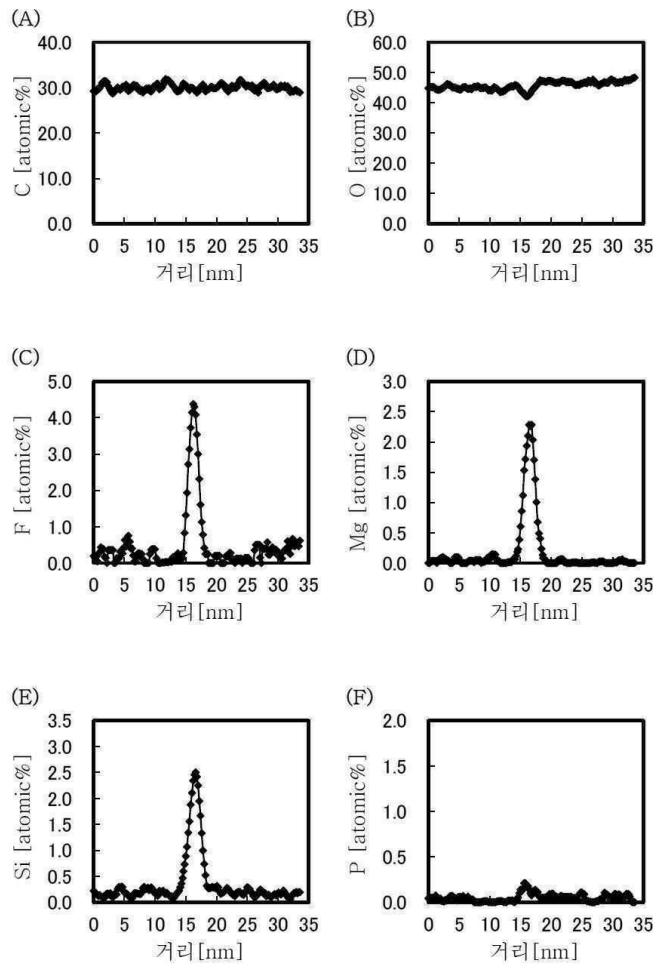 (A)
(B)
C [atomic%]
40.0
30.0
20.0
10.0
0.0
0 5 10 15 20 25 30 35
거리[nm]
O [atomic%]
60.0
50.0
40.0
30.0
20.0
10.0
0.0
0 5 10 15 20 25 30 35
거리[nm]
(C)
(D)
F [atomic%]
5.0
4.0
3.0
2.0
1.0
0.0
0 5 10 15 20 25 30 35
거리[nm]
Mg [atomic%]
3.0
2.5
2.0
1.5
1.0
0.5
0.0
0 5 10 15 20 25 30 35
거리[nm]
(E)
(F)
Si [atomic%]
3.5
3.0
2.5
2.0
1.5
1.0
0.5
0.0
0 5 10 15 20 25 30 35
거리[nm]
P [atomic%]
2.0
1.5
1.0
0.5
0.0
0 5 10 15 20 25 30 35
거리[nm]